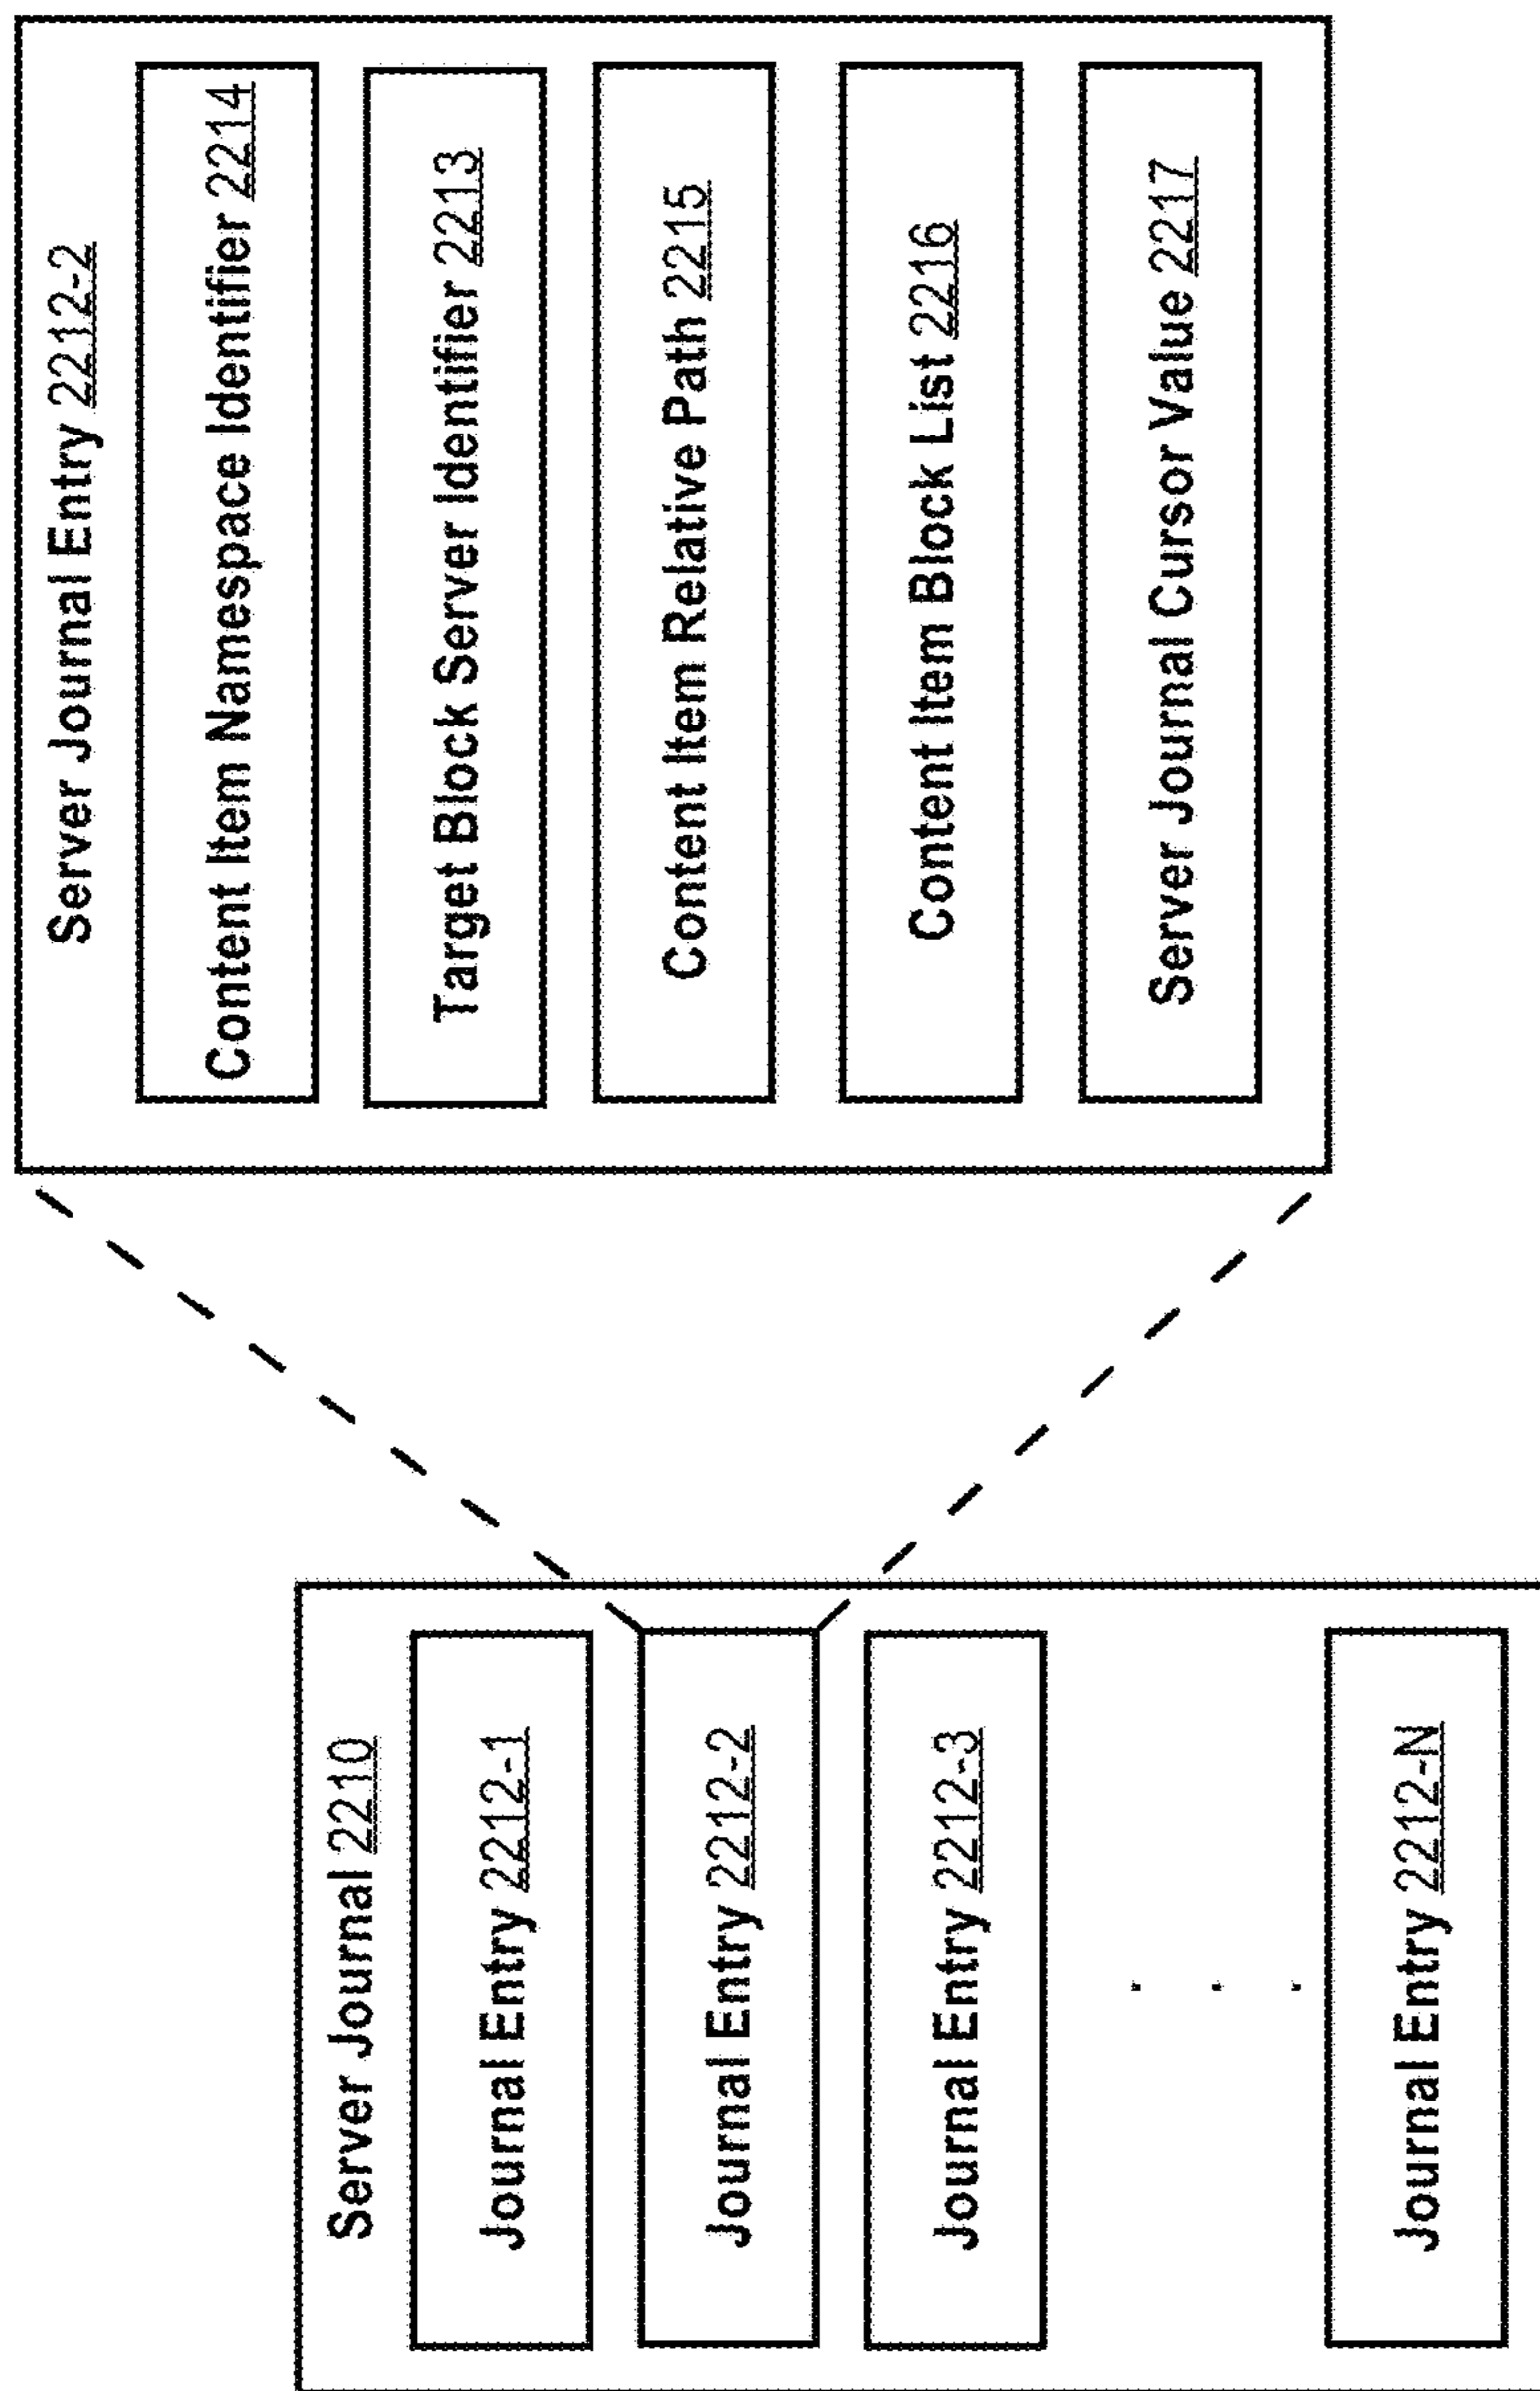 Server Journal 2210
Journal Entry 2212-1
Journal Entry 2212-2
Journal Entry 2212-3
. . .
Journal Entry 2212-N
Server Journal Entry 2212-2
Content Item Namespace Identifier 2214
Target Block Server Identifier 2213
Content Item Relative Path 2215
Content Item Block List 2216
Server Journal Cursor Value 2217